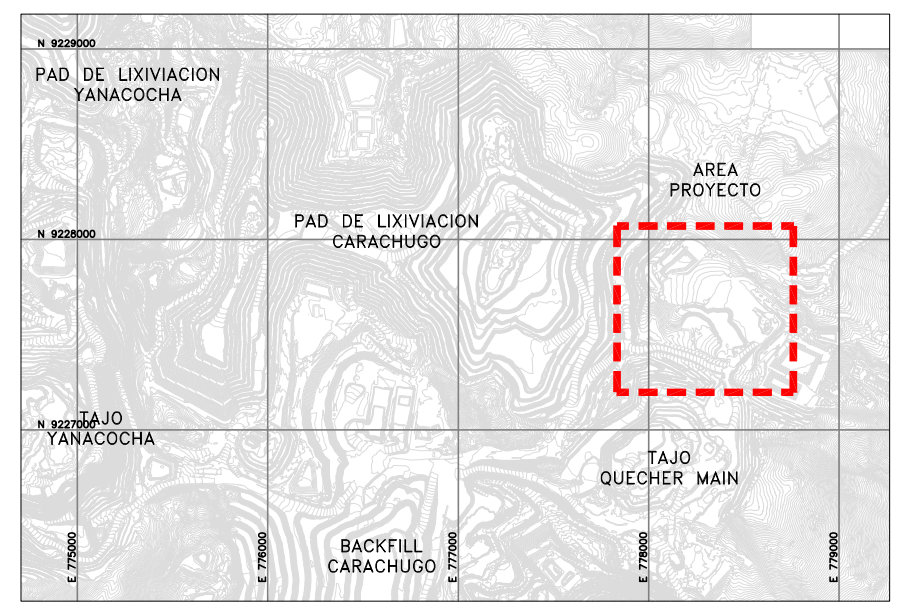 N 9229000
PAD DE LIXIVIACION
YANACOCHA
AREA
PROYECTO
PAD DE LIXIVIACION
CARACHUGO
N 9228000
TAJO
N 9227000
YANACOCHA
TAJO
QUECHER MAIN
BACKFILL
CARACHUGO
E 775000
E 776000
E 777000
E 778000
E 779000